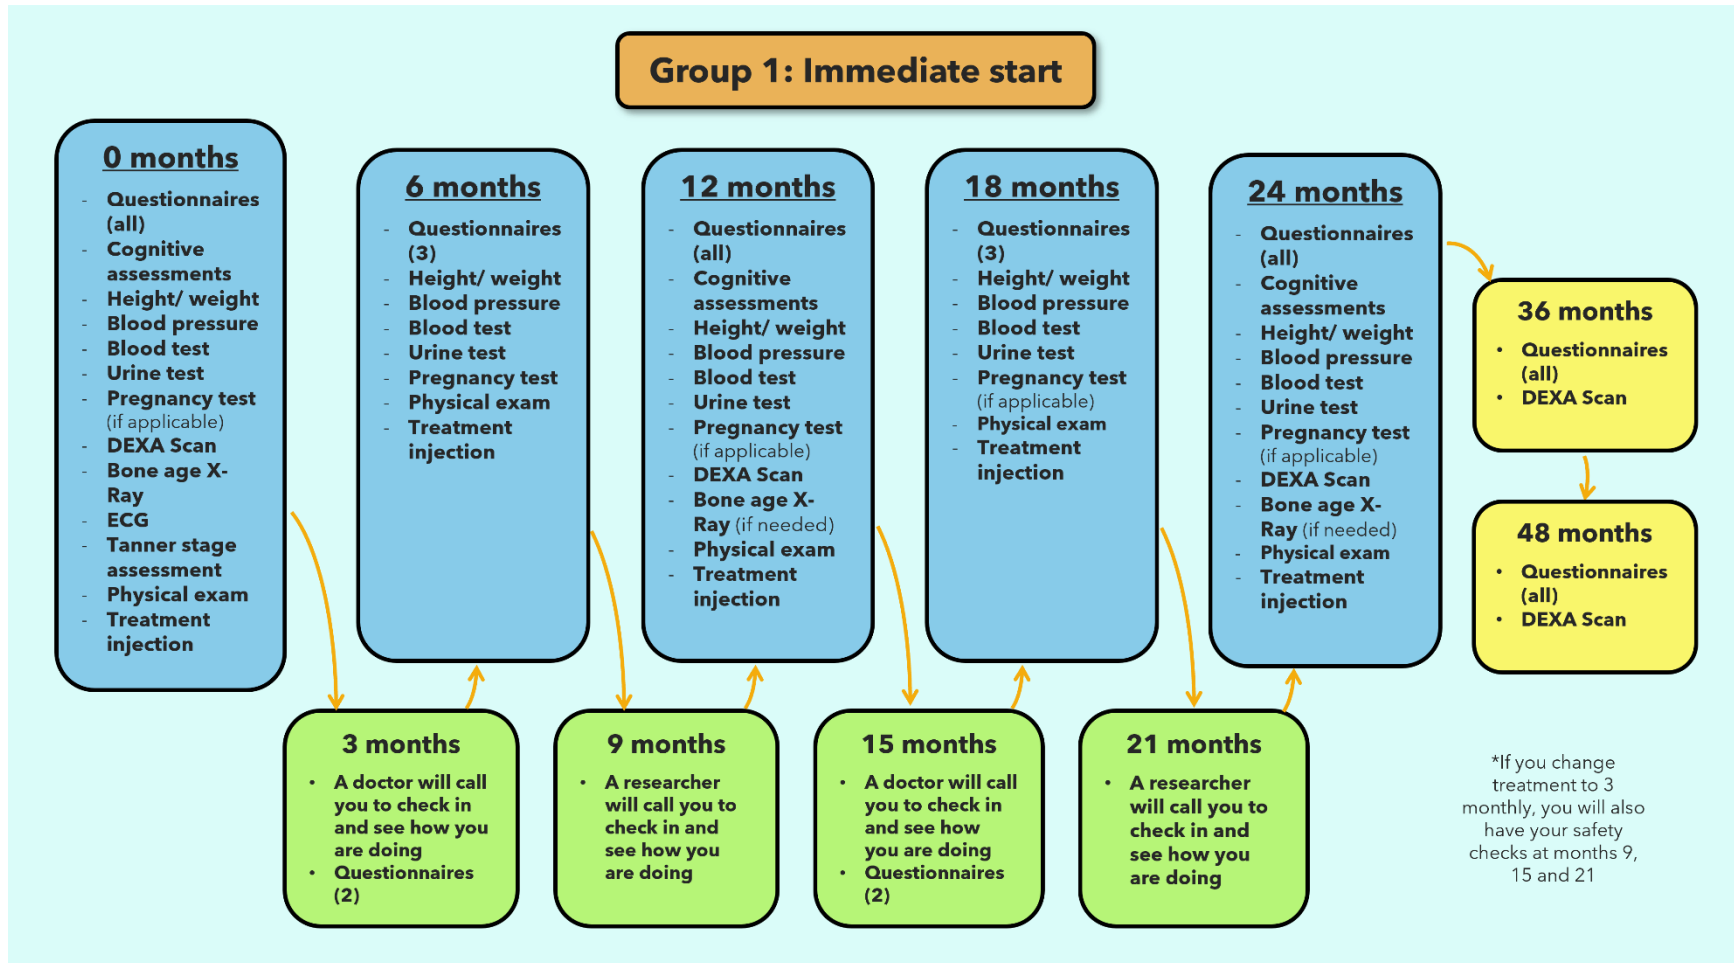 Group 1: Immediate start
0 months
- Questionnaires
(all)
- Cognitive
assessments
- Height/ weight
- Blood pressure
- Blood test
- Urine test
- Pregnancy test
(if applicable)
- DEXA Scan
- Bone age X-
Ray
- ECG
- Tanner stage
assessment
- Physical exam
- Treatment
injection
3 months
• A doctor will call
you to check in
and see how you
are doing
• Questionnaires
(2)
6 months
- Questionnaires
(3)
- Height/ weight
- Blood pressure
- Blood test
- Urine test
- Pregnancy test
- Physical exam
- Treatment
injection
9 months
• A researcher
will call you to
check in and
see how you
are doing
12 months
- Questionnaires
(all)
- Cognitive
assessments
- Height/ weight
- Blood pressure
- Blood test
- Urine test
- Pregnancy test
(if applicable)
- DEXA Scan
- Bone age X-
Ray (if needed)
- Physical exam
- Treatment
injection
15 months
• A doctor will call
you to check in
and see how
you are doing
• Questionnaires
(2)
18 months
- Questionnaires
(3)
- Height/ weight
- Blood pressure
- Blood test
- Urine test
- Pregnancy test
(if applicable)
- Physical exam
- Treatment
injection
21 months
• A researcher
will call you to
check in and
see how you
are doing
24 months
- Questionnaires
(all)
- Cognitive
assessments
- Height/ weight
- Blood pressure
- Blood test
- Urine test
- Pregnancy test
(if applicable)
- DEXA Scan
- Bone age X-
Ray (if needed)
- Physical exam
- Treatment
injection
36 months
• Questionnaires
(all)
• DEXA Scan
48 months
• Questionnaires
(all)
• DEXA Scan
*If you change
treatment to 3
monthly, you will also
have your safety
checks at months 9,
15 and 21